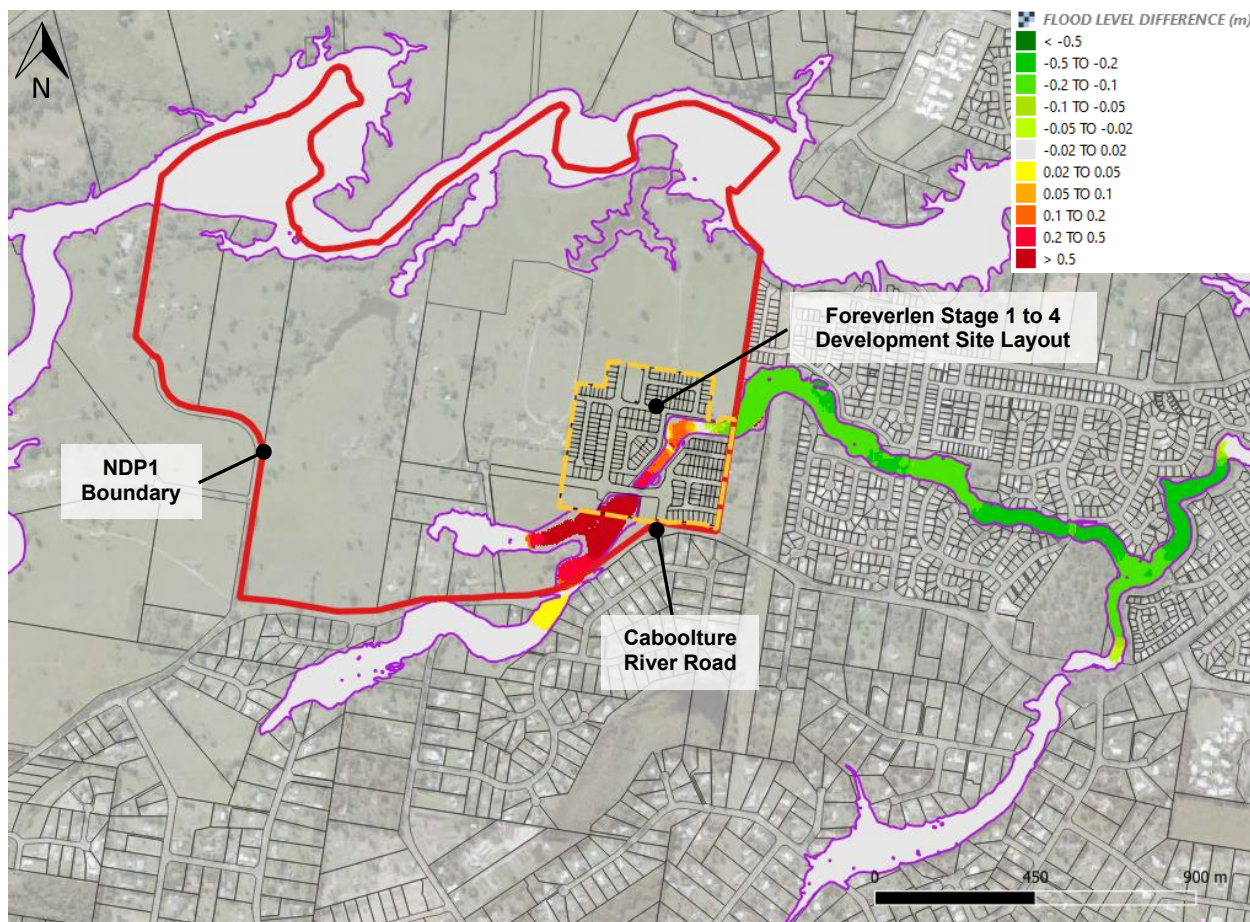 N
FLOOD LEVEL DIFFERENCE (m)
< -0.5
-0.5 TO -0.2
-0.2 TO -0.1
-0.1 TO -0.05
-0.05 TO -0.02
-0.02 TO 0.02
0.02 TO 0.05
0.05 TO 0.1
0.1 TO 0.2
0.2 TO 0.5
> 0.5
Foreverlen Stage 1 to 4
Development Site Layout
NDP1
Boundary
Caboolture
River Road
0 450 900 m